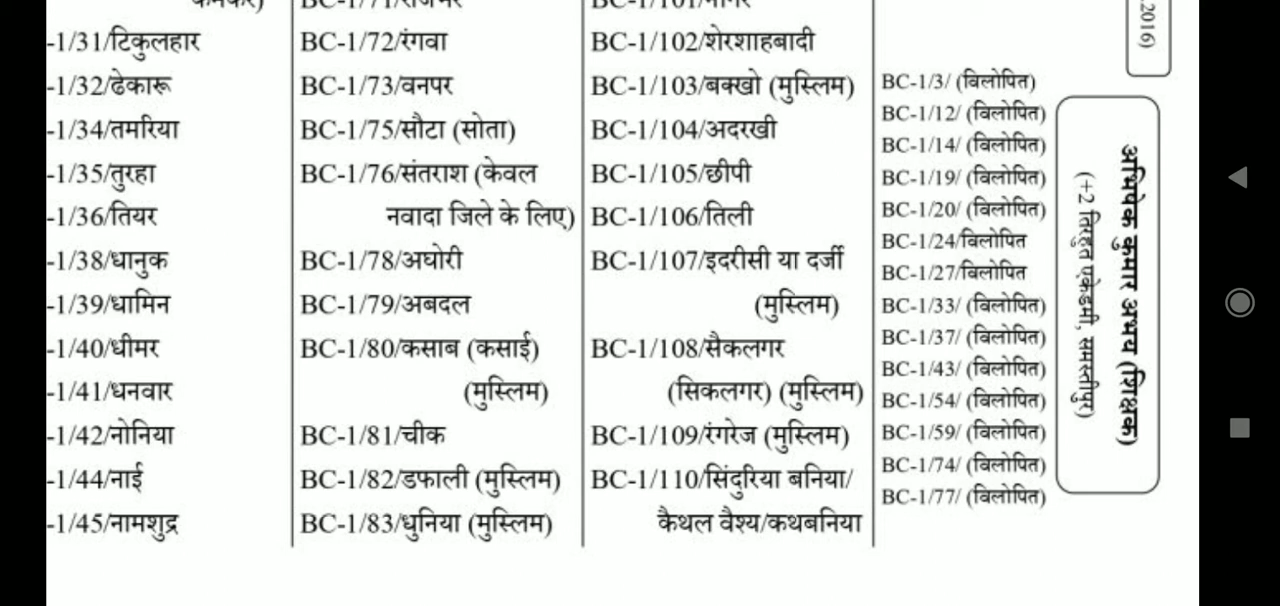 -1/31/टिकुलहार
-1/32/ढेकारू
-1/34/तमरिया
-1/35/तुरहा
-1/36/तियर
-1/38/धानुक
-1/39/धामिन
-1/40/धीमर
-1/41/धनवार
-1/42/नोनिया
-1/44/नाई
-1/45/नामशुद्र
BC-1/72/रंगवा
BC-1/73/वनपर
BC-1/75/सौटा (सोता)
BC-1/76/संतराश (केवल
नवादा जिले के लिए)
BC-1/78/अघोरी
BC-1/79/अबदल
BC-1/80/कसाब (कसाई)
(मुस्लिम)
BC-1/81/चीक
BC-1/82/डफाली (मुस्लिम)
BC-1/83/धुनिया (मुस्लिम)
BC-1/102/शेरशाहबादी
BC-1/103/बक्खो (मुस्लिम)
BC-1/104/अदरखी
BC-1/105/छीपी
BC-1/106/तिली
BC-1/107/इदरीसी या दर्जी
(मुस्लिम)
BC-1/108/सैकलगर
(सिकलगर) (मुस्लिम)
BC-1/109/रंगरेज (मुस्लिम)
BC-1/110/सिंदुरिया बनिया/
कैथल वैश्य/कथबनिया
BC-1/3/ (विलोपित)
BC-1/12/ (विलोपित)
BC-1/14/ (विलोपित)
BC-1/19/ (विलोपित)
BC-1/20/ (विलोपित)
BC-1/24/विलोपित
BC-1/27/विलोपित
BC-1/33/ (विलोपित)
BC-1/37/ (विलोपित)
BC-1/43/ (विलोपित)
BC-1/54/ (विलोपित)
BC-1/59/ (विलोपित)
BC-1/74/ (विलोपित)
BC-1/77/ (विलोपित)
2016)
अभिषेक कुमार अभय (शिक्षक)
(+2 तिरहुत एकेडमी, समस्तीपुर)